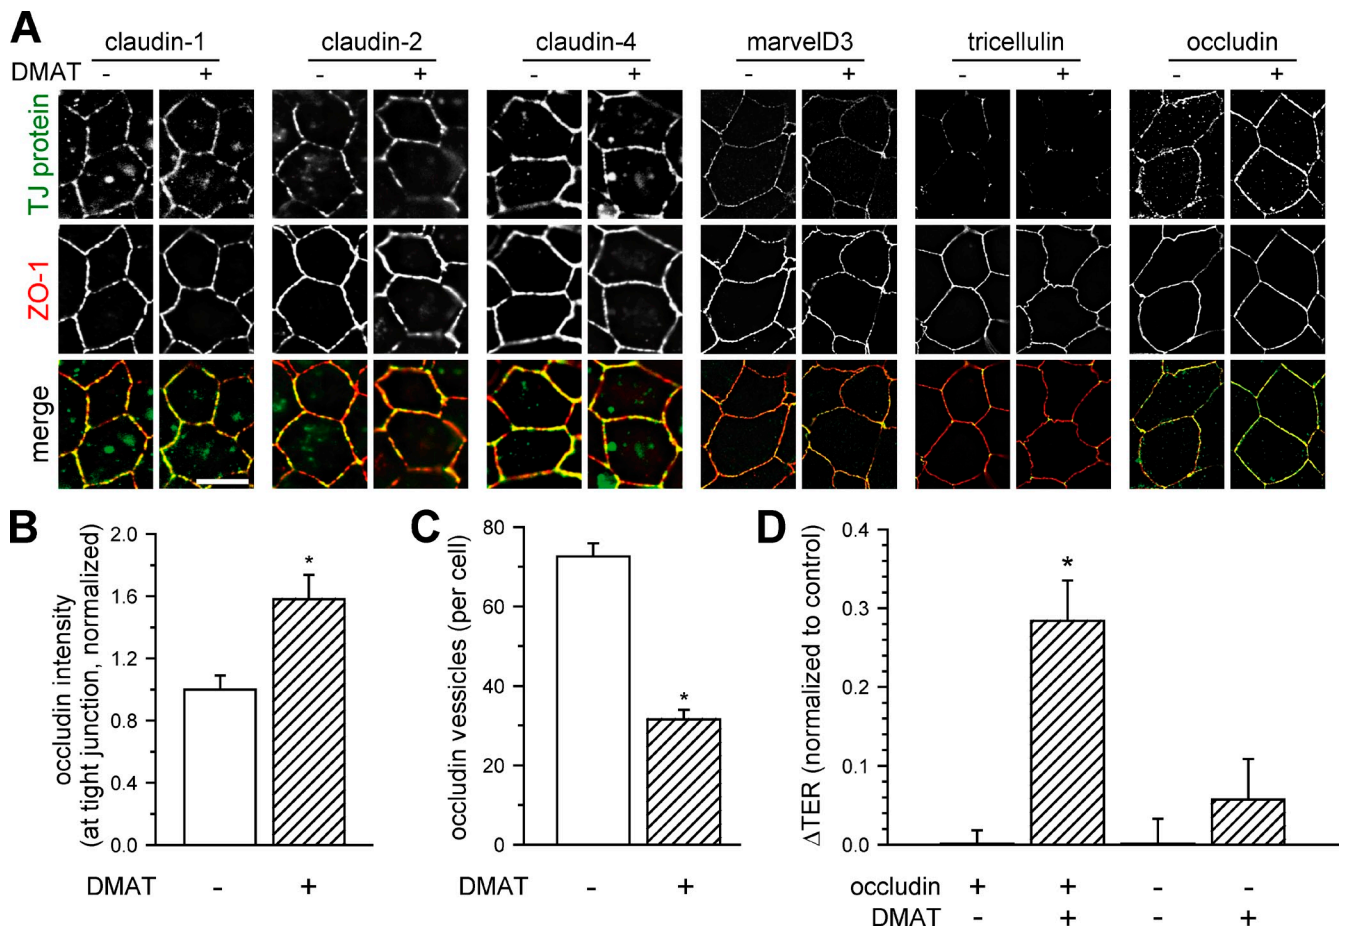 A
claudin-1 claudin-2 claudin-4 marvelD3 tricellulin occludin
DMAT - + - + - + - + - + - +
TJ protein
ZO-1
merge
B
occludin intensity
(at tight junction, normalized)
2.0
1.6
1.2
0.8
0.4
0.0
*
DMAT - +
C
occludin vessicles (per cell)
80
60
40
20
0
*
DMAT - +
D
ΔTER (normalized to control)
0.4
0.3
0.2
0.1
0.0
*
occludin + + - -
DMAT - + - +